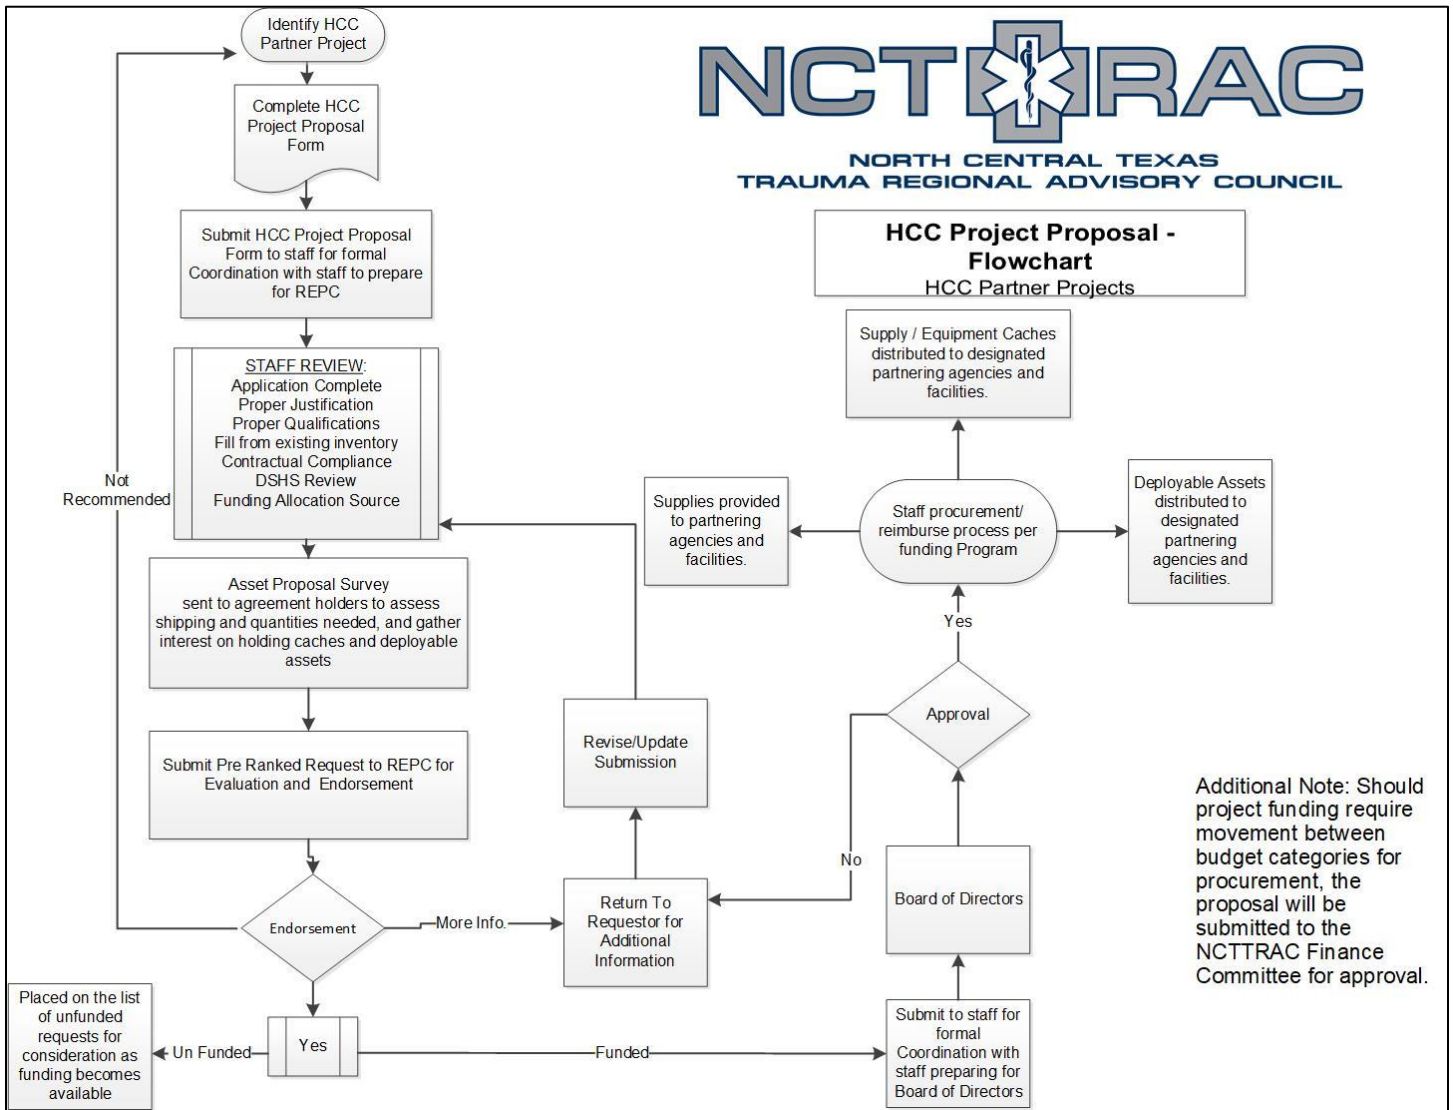 Identify HCC
Partner Project
NCTTRAC
NORTH CENTRAL TEXAS
TRAUMA REGIONAL ADVISORY COUNCIL
HCC Project Proposal -
Flowchart
HCC Partner Projects
Complete HCC
Project Proposal
Form
Submit HCC Project Proposal
Form to staff for formal
Coordination with staff to prepare
for REPC
STAFF REVIEW:
Application Complete
Proper Justification
Proper Qualifications
Fill from existing inventory
Contractual Compliance
DSHS Review
Funding Allocation Source
Not
Recommended
Asset Proposal Survey
sent to agreement holders to assess
shipping and quantities needed, and gather
interest on holding caches and deployable
assets
Submit Pre Ranked Request to REPC for
Evaluation and Endorsement
Endorsement
More Info.
Return To
Requestor for
Additional
Information
Revise/Update
Submission
Yes
Un Funded
Placed on the list
of unfunded
requests for
consideration as
funding becomes
available
Funded
Submit to staff for
formal
Coordination with
staff preparing for
Board of Directors
Board of Directors
Approval
No
Yes
Staff procurement/
reimburse process per
funding Program
Supplies provided
to partnering
agencies and
facilities.
Supply / Equipment Caches
distributed to designated
partnering agencies and
facilities.
Deployable Assets
distributed to
designated
partnering
agencies and
facilities.
Additional Note: Should
project funding require
movement between
budget categories for
procurement, the
proposal will be
submitted to the
NCTTRAC Finance
Committee for approval.